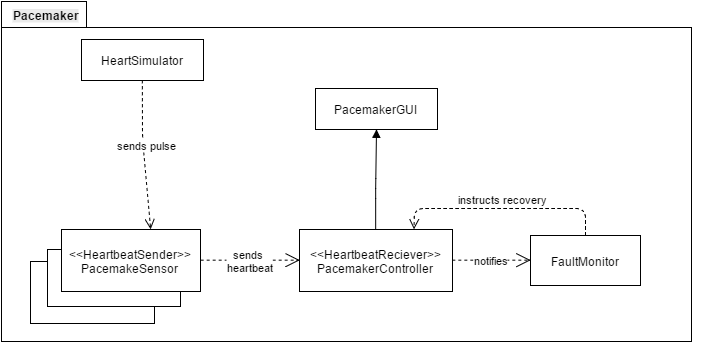 Pacemaker
HeartSimulator
PacemakerGUI
sends pulse
instructs recovery
<<HeartbeatSender>>
PacemakeSensor
sends
heartbeat
<<HeartbeatReciever>>
PacemakerController
notifies
FaultMonitor